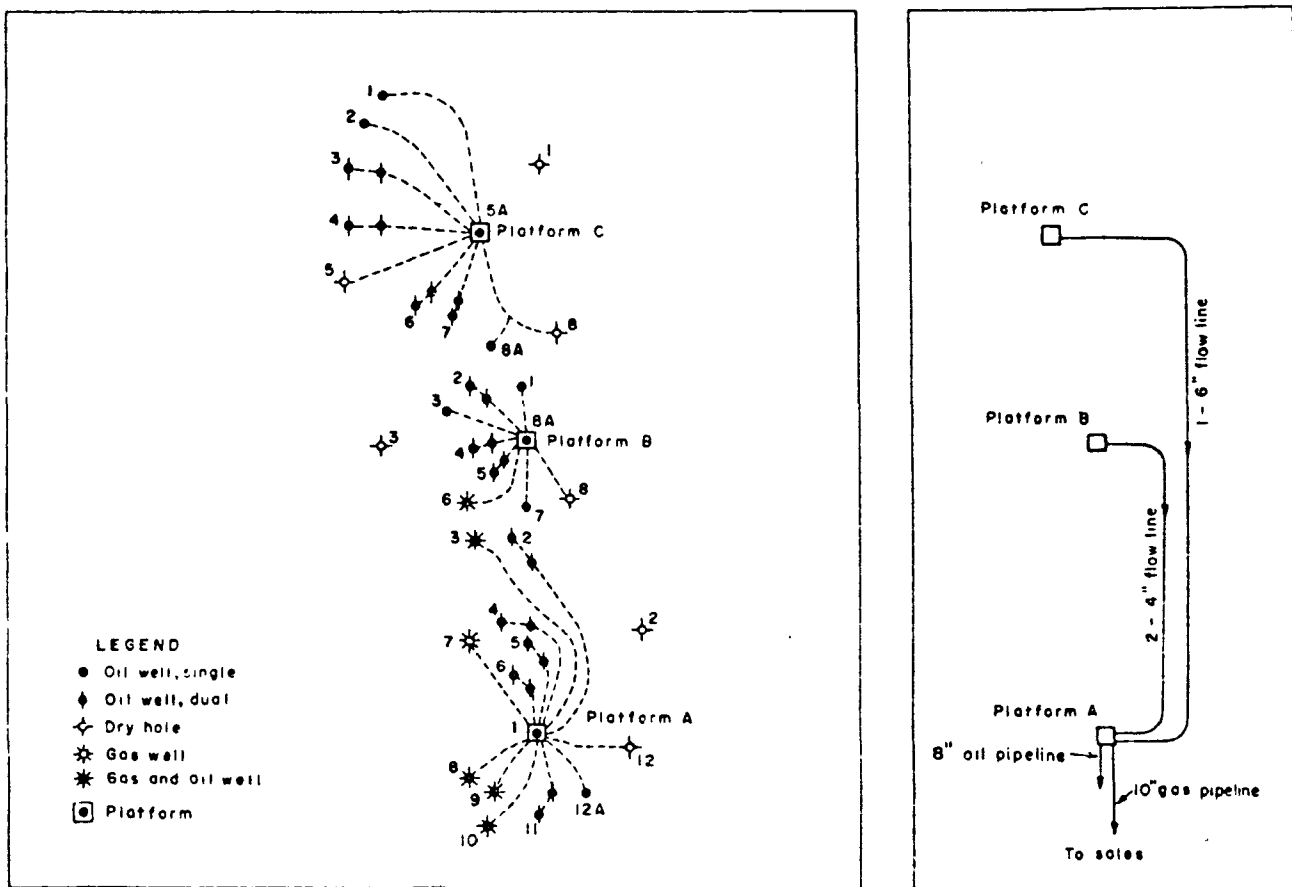 1
2
1
3
5A
4
Platform C
5
6
7
8
8A
2
1
3
8A
3
Platform B
4
5
6
8
7
3
2
4
2
7
5
LEGEND
6
Oil well, single
Oil well, dual
Platform A
Dry hole
1
Gas well
12
Gas and Oil well
8
9
12A
Platform
10
11
Platform C
1 - 6" flow line
Platform B
2 - 4" flow line
Platform A
8" oil pipeline
10" gas pipeline
To sales